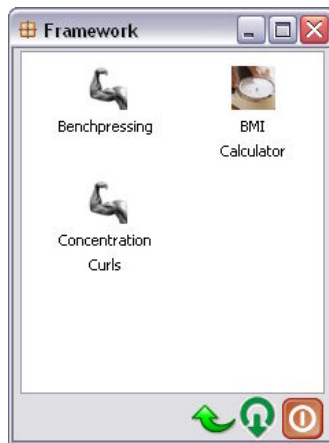 Framework
Benchpressing
BMI
Calculator
Concentration
Curls